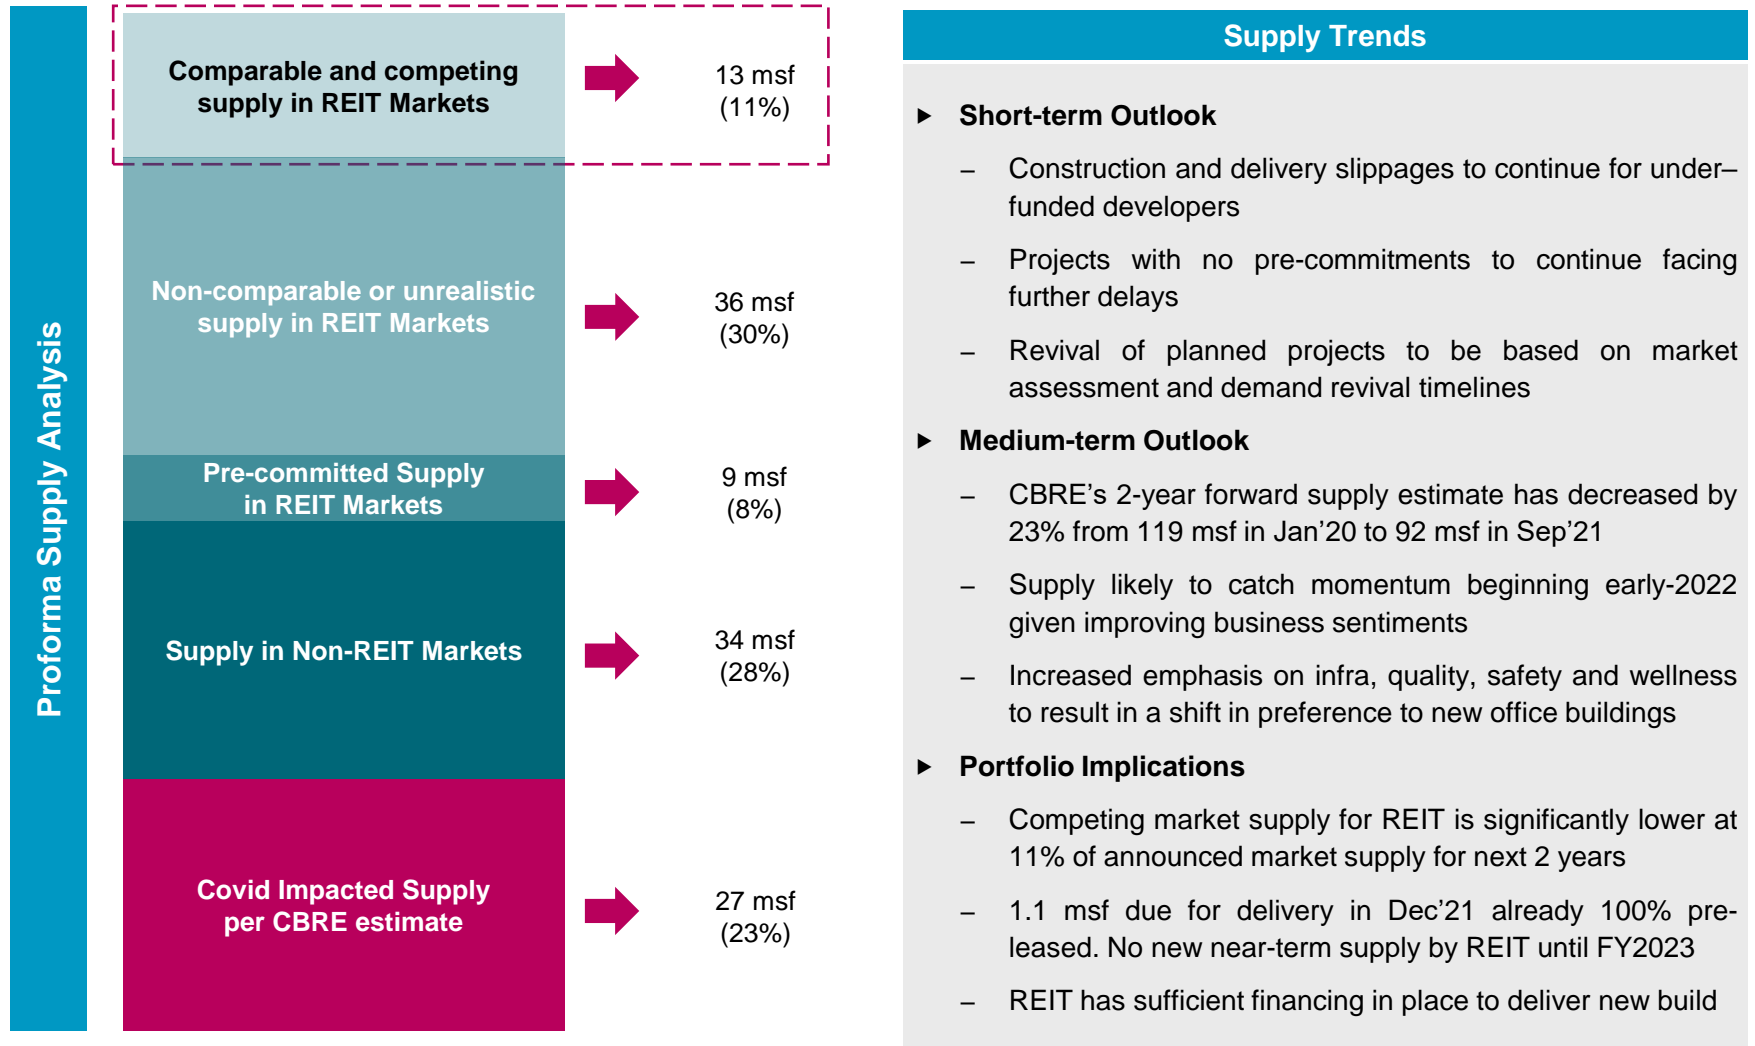 Proforma Supply Analysis
Comparable and competing
supply in REIT Markets
13 msf
(11%)
Non-comparable or unrealistic
supply in REIT Markets
36 msf
(30%)
Pre-committed Supply
in REIT Markets
9 msf
(8%)
Supply in Non-REIT Markets
34 msf
(28%)
Covid Impacted Supply
per CBRE estimate
27 msf
(23%)
Supply Trends
Short-term Outlook
– Construction and delivery slippages to continue for under–
funded developers
– Projects with no pre-commitments to continue facing
further delays
– Revival of planned projects to be based on market
assessment and demand revival timelines
Medium-term Outlook
– CBRE’s 2-year forward supply estimate has decreased by
23% from 119 msf in Jan’20 to 92 msf in Sep’21
– Supply likely to catch momentum beginning early-2022
given improving business sentiments
– Increased emphasis on infra, quality, safety and wellness
to result in a shift in preference to new office buildings
Portfolio Implications
– Competing market supply for REIT is significantly lower at
11% of announced market supply for next 2 years
– 1.1 msf due for delivery in Dec’21 already 100% pre-
leased. No new near-term supply by REIT until FY2023
– REIT has sufficient financing in place to deliver new build